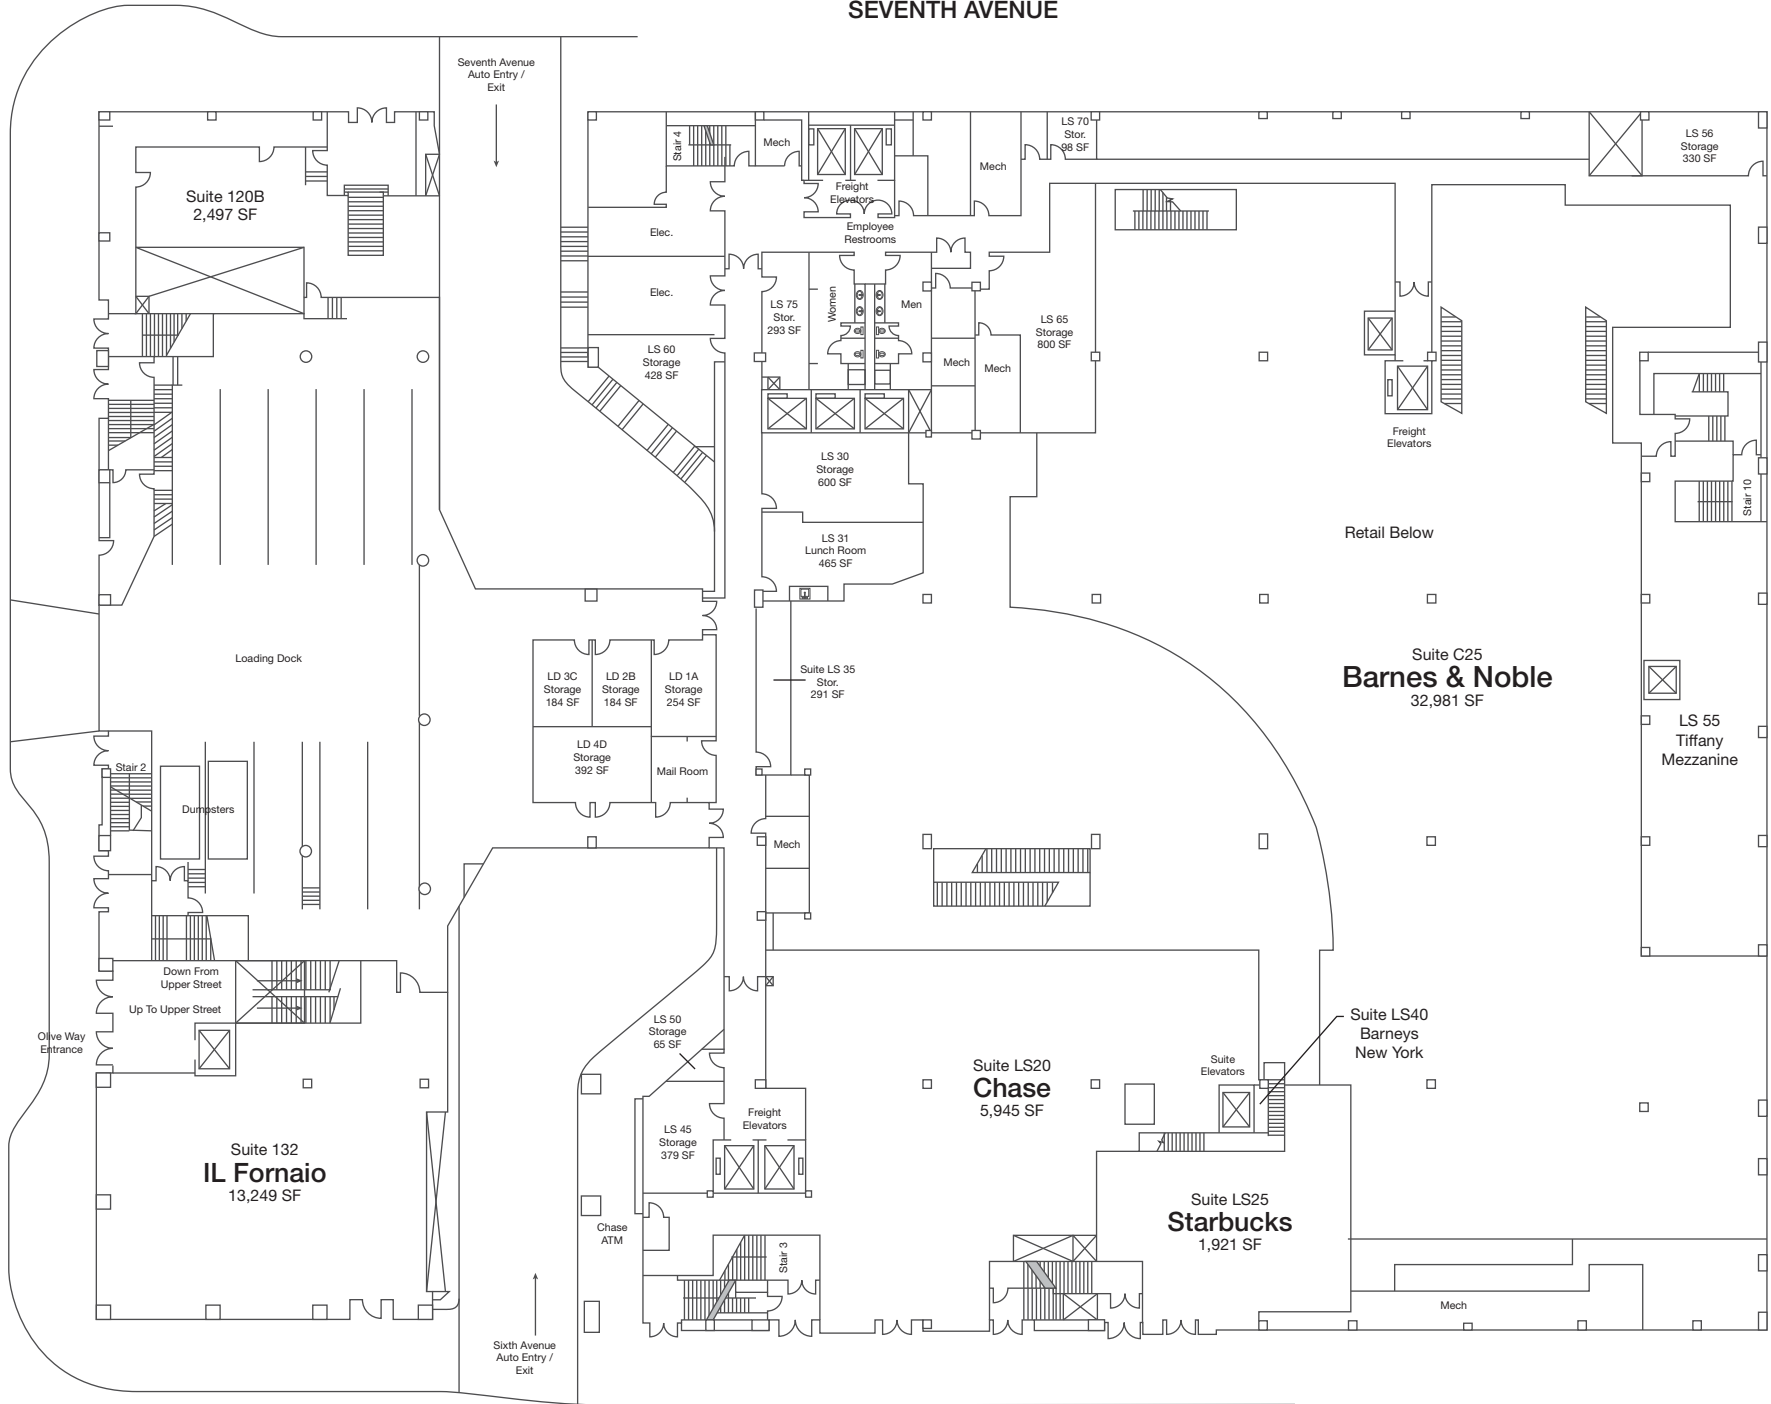 SEVENTH AVENUE
Seventh Avenue
Auto Entry /
Exit
Stair 4
Mech
Freight
Elevators
Mech
LS 70
Stor.
98 SF
LS 56
Storage
330 SF
Suite 120B
2,497 SF
Elec.
Employee
Restrooms
Elec.
LS 75
Stor.
293 SF
Women
Men
LS 65
Storage
800 SF
LS 60
Storage
428 SF
Mech
Mech
Freight
Elevators
LS 30
Storage
600 SF
Stair 10
LS 31
Lunch Room
465 SF
Retail Below
Loading Dock
LD 3C
Storage
184 SF
LD 2B
Storage
184 SF
LD 1A
Storage
254 SF
Suite LS 35
Stor.
291 SF
Suite C25
Barnes & Noble
32,981 SF
LS 55
Tiffany
Mezzanine
LD 4D
Storage
392 SF
Mail Room
Stair 2
Dumpsters
Mech
Down From
Upper Street
Up To Upper Street
Olive Way
Entrance
LS 50
Storage
65 SF
Suite LS40
Barneys
New York
Suite
Elevators
Suite LS20
Chase
5,945 SF
Freight
Elevators
LS 45
Storage
379 SF
Suite 132
IL Fornaio
13,249 SF
Suite LS25
Starbucks
1,921 SF
Chase
ATM
Stair 3
Mech
Sixth Avenue
Auto Entry /
Exit